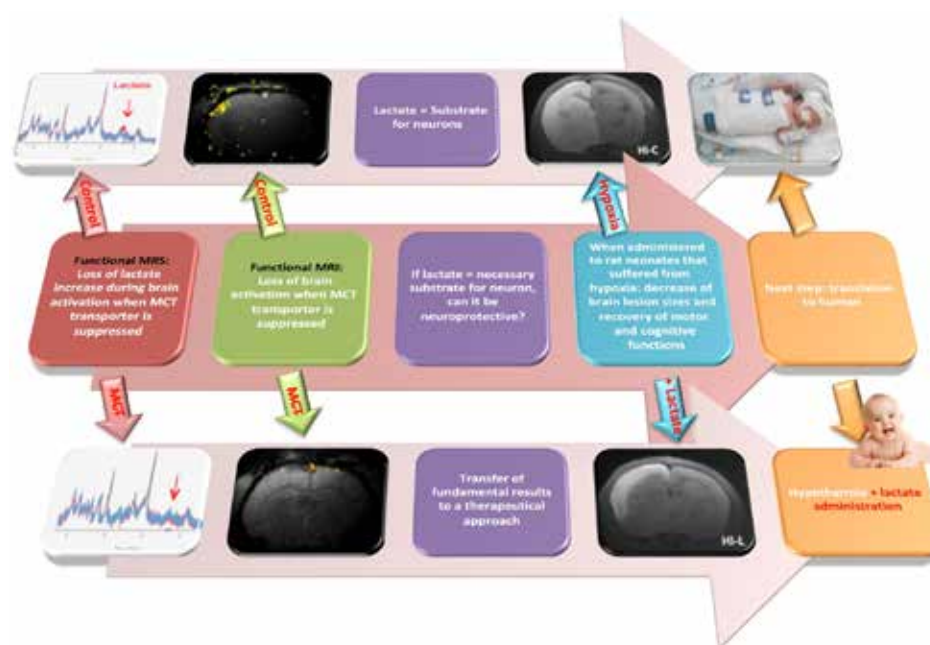 Lactate
Lactate = Substrate
for neurons
HI-C
Control
Control
Hypoxia
Functional MRS:
Loss of lactate
increase during brain
activation when MCT
transporter is
suppressed
Functional MRI:
Loss of brain
activation when MCT
transporter is
suppressed
If lactate = necessary
substrate for neuron,
can it be
neuroprotective?
When administered
to rat neonates that
suffered from
hypoxia: decrease of
brain lesion sizes and
recovery of motor
and cognitive
functions
Next step: translation
to human
MCT
MCT
+ Lactate
Transfer of
fundamental results
to a therapeutical
approach
HI-L
Hypothermia + lactate
administration